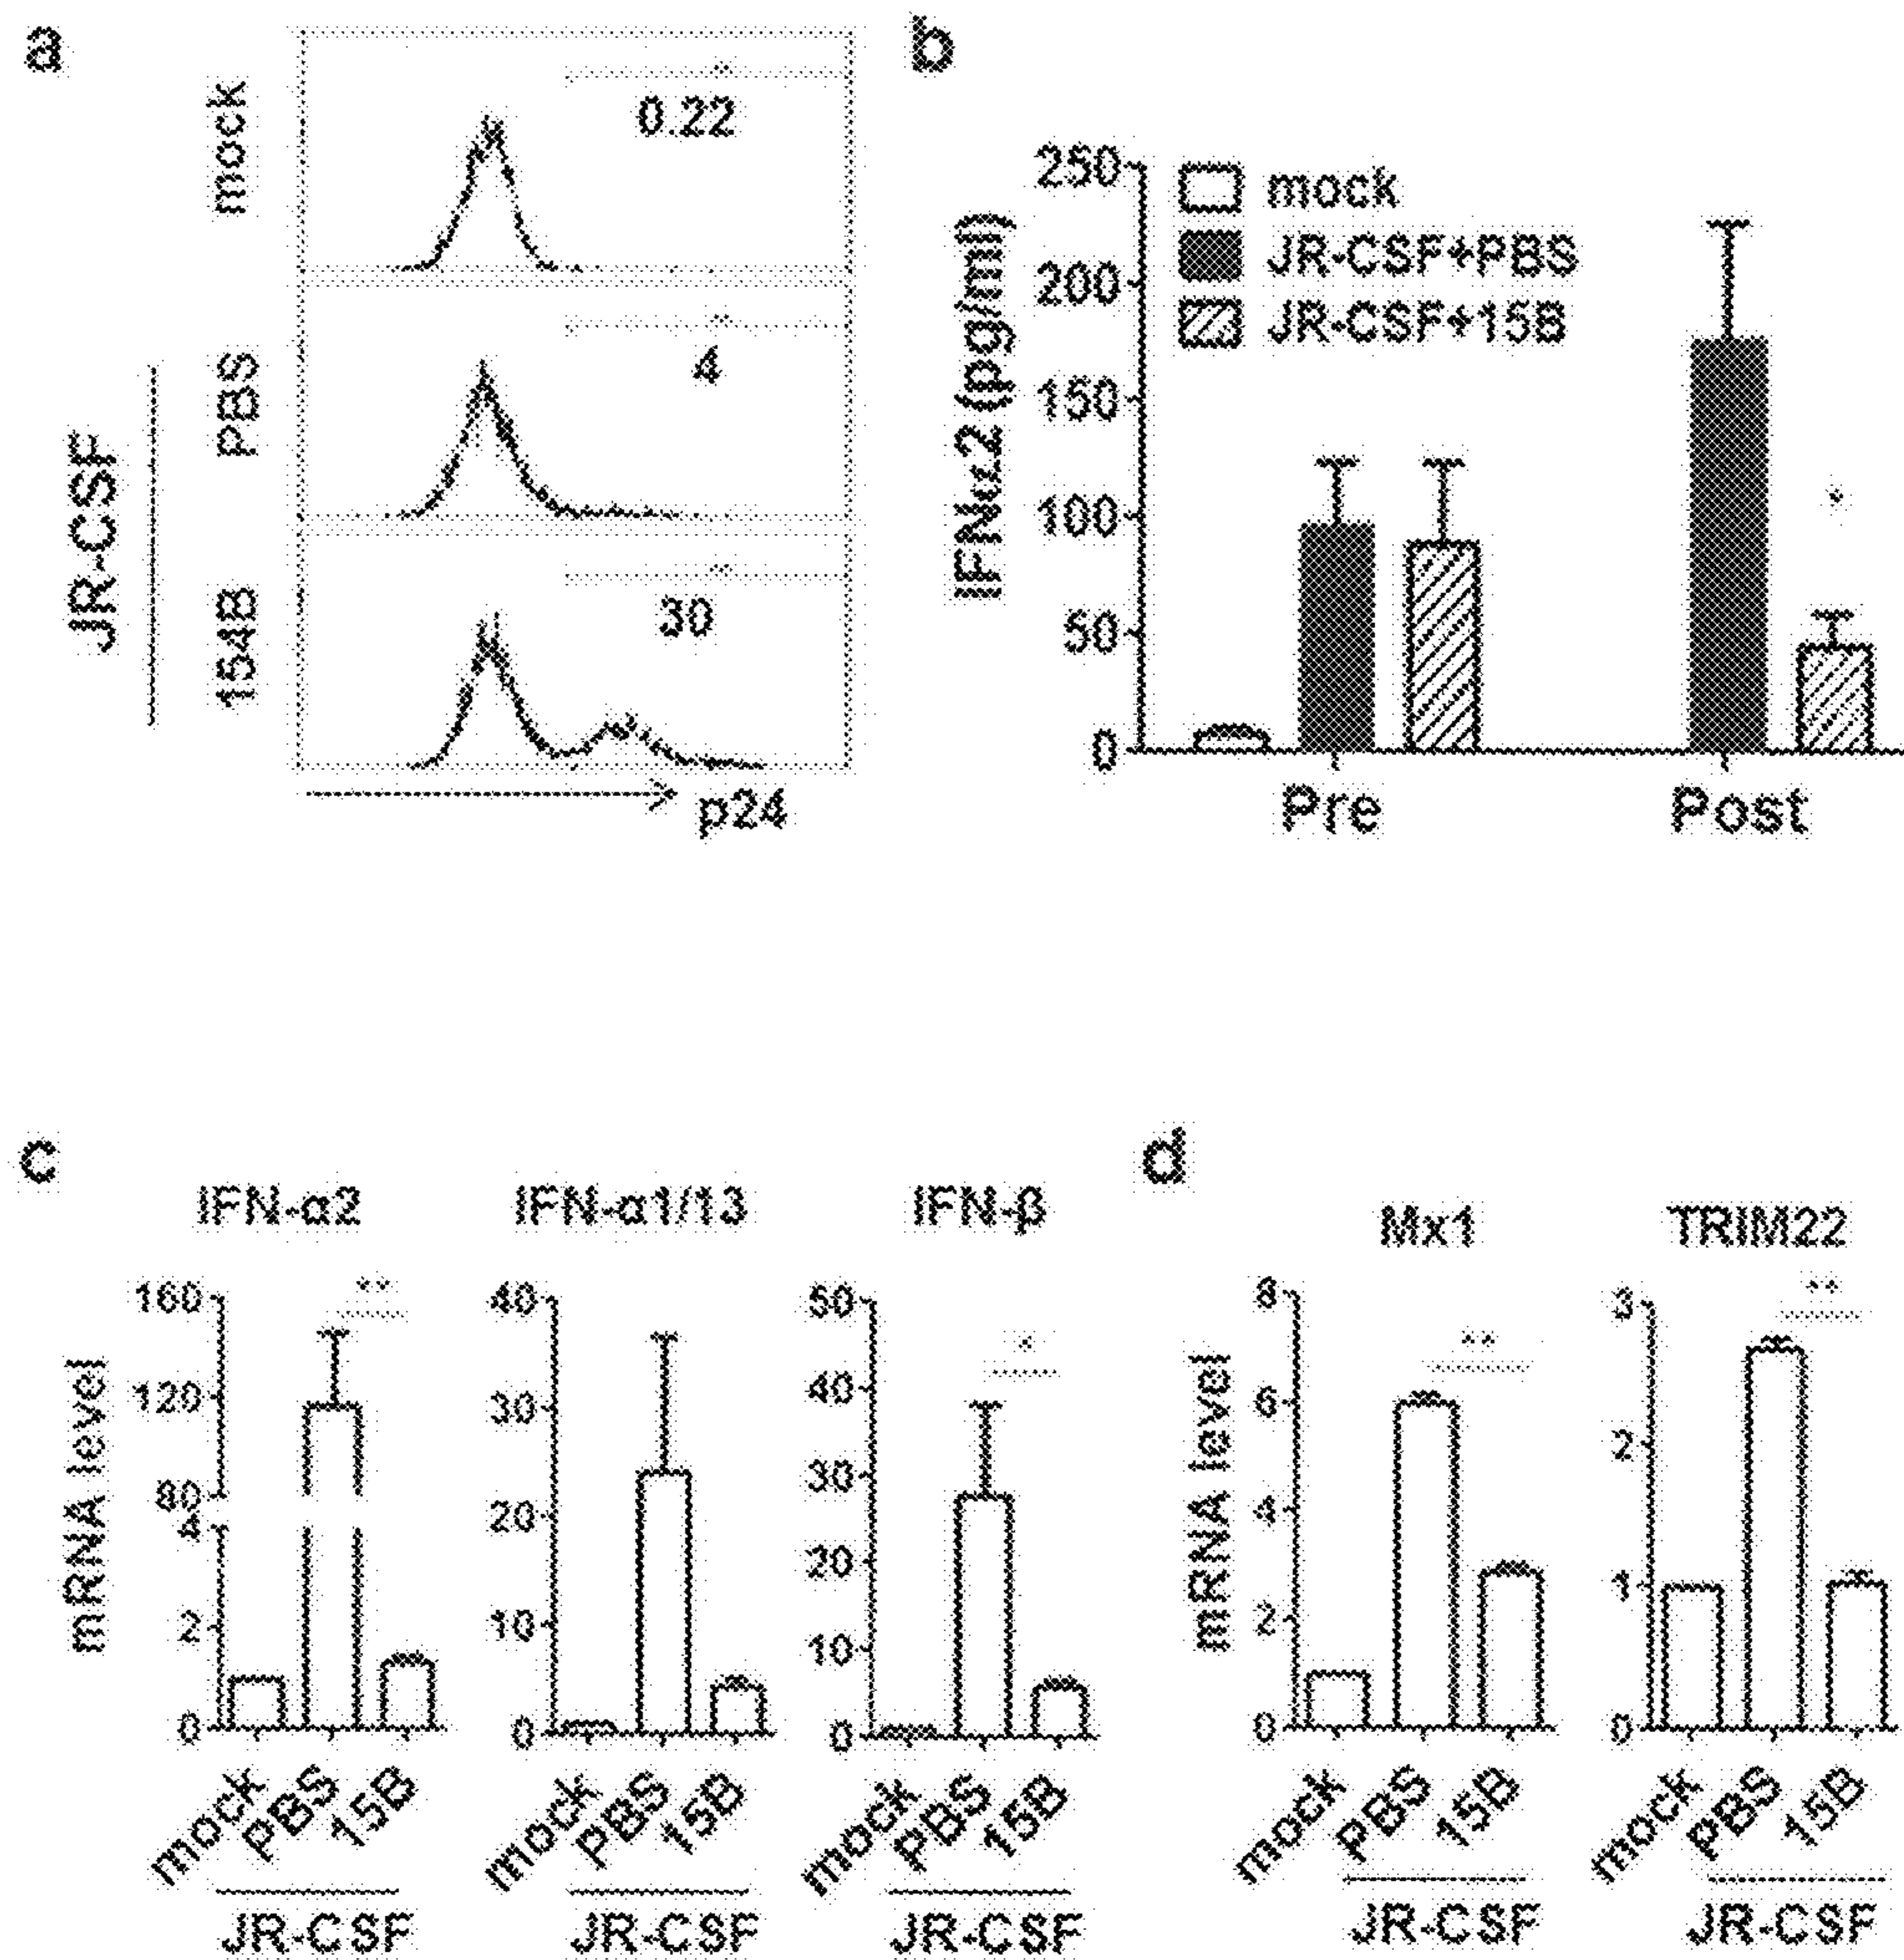 a
mock
0.22
JR-CSF
PBS
4
154B
30
p24
b
IFNα2 (pg/ml)
250
200
150
100
50
0
mock
JR-CSF+PBS
JR-CSF+15B
*
Pre
Post
c
mRNA level
IFN-α2
160
120
80
4
2
0
**
mock
PBS
15B
JR-CSF
IFN-α1/13
40
30
20
10
0
mock
PBS
15B
JR-CSF
IFN-β
50
40
30
20
10
0
*
mock
PBS
15B
JR-CSF
d
mRNA level
Mx1
8
6
4
2
0
**
mock
PBS
15B
JR-CSF
TRIM22
3
2
1
0
**
mock
PBS
15B
JR-CSF